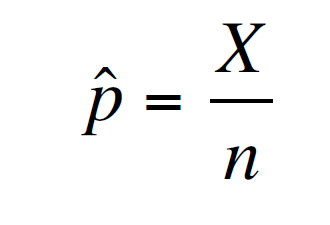 p̂ = X/n